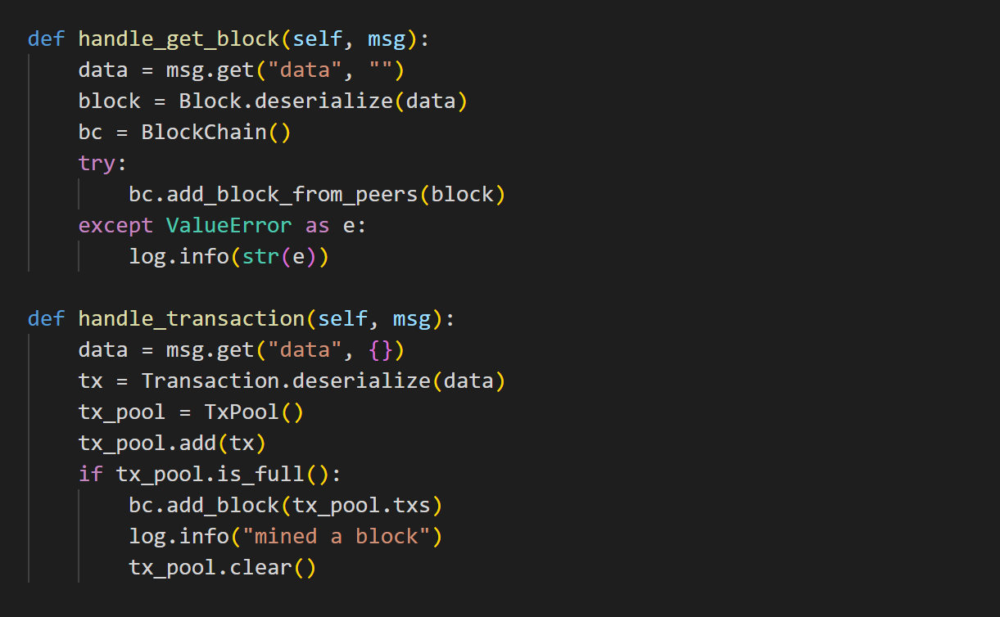 def handle_get_block(self, msg):
    data = msg.get("data", "")
    block = Block.deserialize(data)
    bc = BlockChain()
    try:
        bc.add_block_from_peers(block)
    except ValueError as e:
        log.info(str(e))

def handle_transaction(self, msg):
    data = msg.get("data", {})
    tx = Transaction.deserialize(data)
    tx_pool = TxPool()
    tx_pool.add(tx)
    if tx_pool.is_full():
        bc.add_block(tx_pool.txs)
        log.info("mined a block")
        tx_pool.clear()